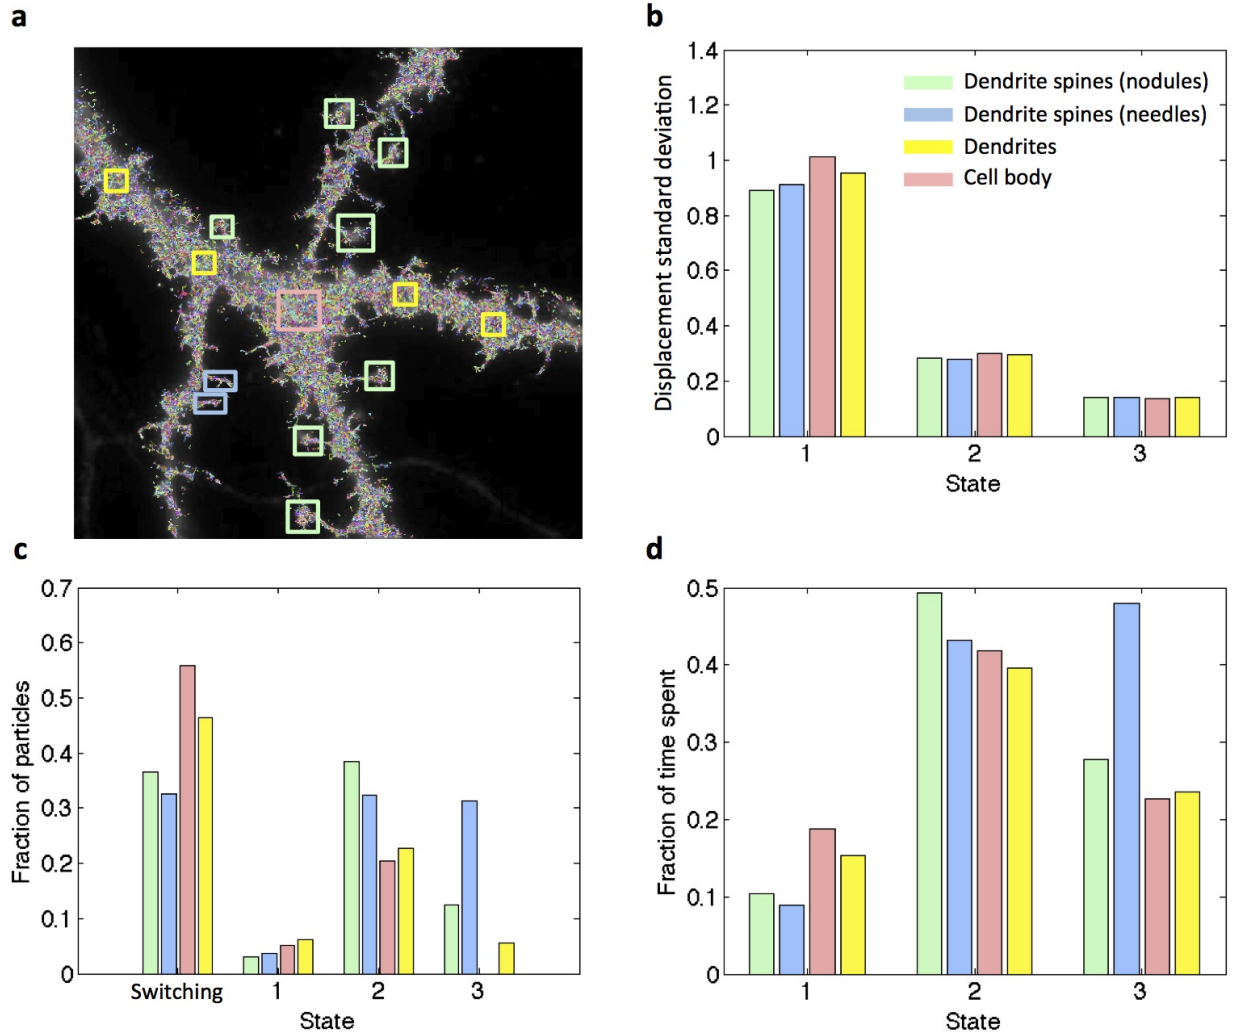 a
b
1.4
1.2
1
0.8
0.6
0.4
0.2
0
Displacement standard deviation
Dendrite spines (nodules)
Dendrite spines (needles)
Dendrites
Cell body
1 2 3
State
c
0.7
0.6
0.5
0.4
0.3
0.2
0.1
0
Fraction of particles
Switching 1 2 3
State
d
0.5
0.4
0.3
0.2
0.1
0
Fraction of time spent
1 2 3
State